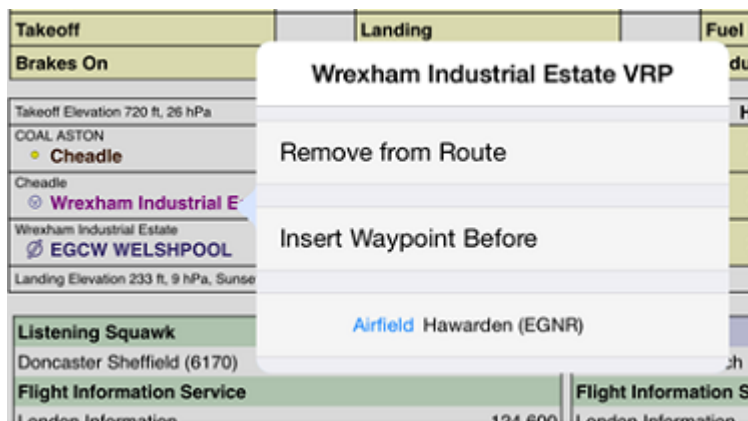 Takeoff
Landing
Fuel
Brakes On
Wrexham Industrial Estate VRP
Takeoff Elevation 720 ft, 26 hPa
COAL ASTON
Cheadle
Remove from Route
Cheadle
Wrexham Industrial E
Wrexham Industrial Estate
EGCW WELSHPOOL
Insert Waypoint Before
Landing Elevation 233 ft, 9 hPa, Sunse
Airfield Hawarden (EGNR)
Listening Squawk
Doncaster Sheffield (6170)
Flight Information Service
Flight Information S
London Information
124.600
London Information